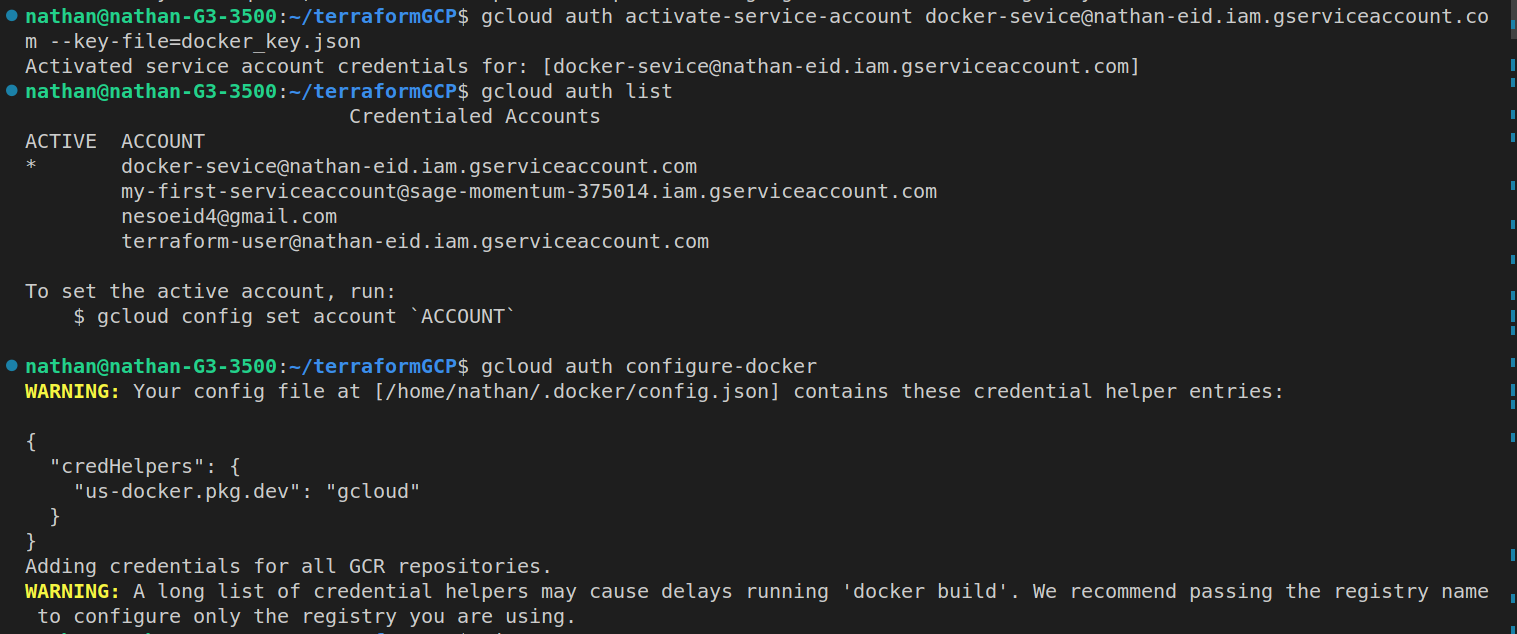 nathan@nathan-G3-3500:~/terraformGCP$ gcloud auth activate-service-account docker-sevice@nathan-eid.iam.gserviceaccount.co
m --key-file=docker_key.json
Activated service account credentials for: [docker-sevice@nathan-eid.iam.gserviceaccount.com]
nathan@nathan-G3-3500:~/terraformGCP$ gcloud auth list
Credentialed Accounts
ACTIVE  ACCOUNT
*       docker-sevice@nathan-eid.iam.gserviceaccount.com
my-first-serviceaccount@sage-momentum-375014.iam.gserviceaccount.com
nesoeid4@gmail.com
terraform-user@nathan-eid.iam.gserviceaccount.com
To set the active account, run:
$ gcloud config set account `ACCOUNT`
nathan@nathan-G3-3500:~/terraformGCP$ gcloud auth configure-docker
WARNING: Your config file at [/home/nathan/.docker/config.json] contains these credential helper entries:
{
"credHelpers": {
"us-docker.pkg.dev": "gcloud"
}
}
Adding credentials for all GCR repositories.
WARNING: A long list of credential helpers may cause delays running 'docker build'. We recommend passing the registry name
to configure only the registry you are using.